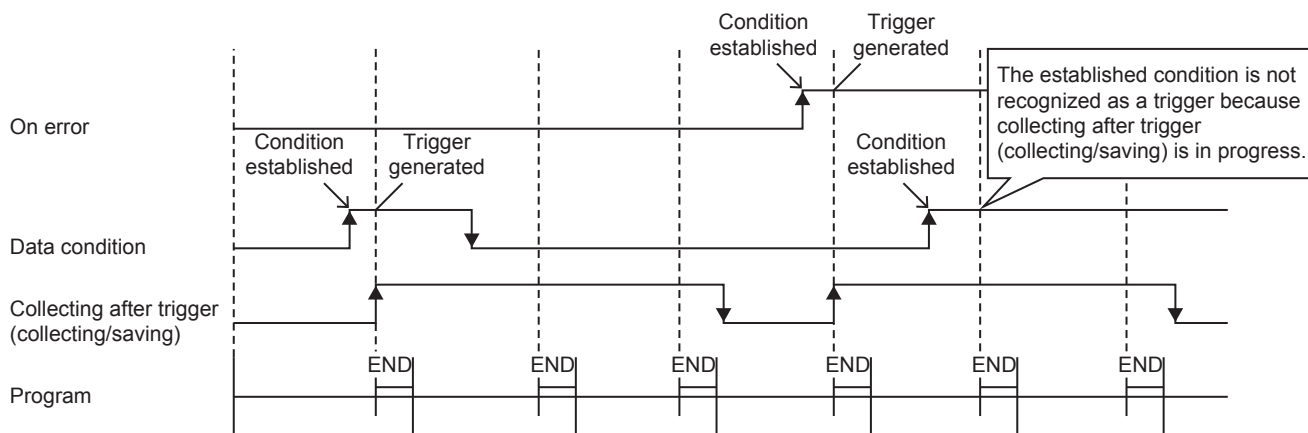 Condition
established
Trigger
generated
The established condition is not
recognized as a trigger because
collecting after trigger
(collecting/saving) is in progress.
On error
Condition
established
Trigger
generated
Condition
established
Data condition
Collecting after trigger
(collecting/saving)
END
END
END
END
END
END
Program